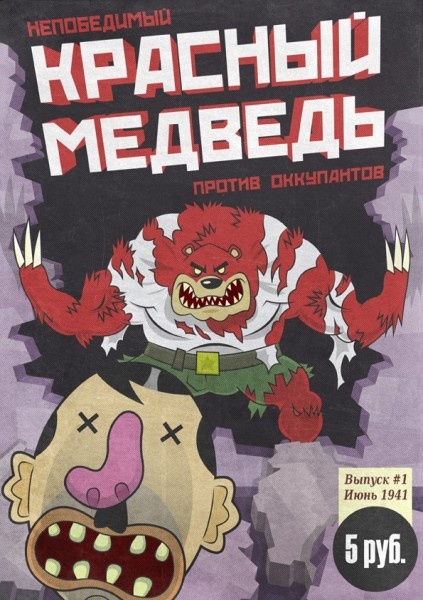 НЕПОБЕДИМЫЙ
КРАСНЫЙ
МЕДВЕДЬ
ПРОТИВ ОККУПАНТОВ
Выпуск #1
Июнь 1941
5 руб.